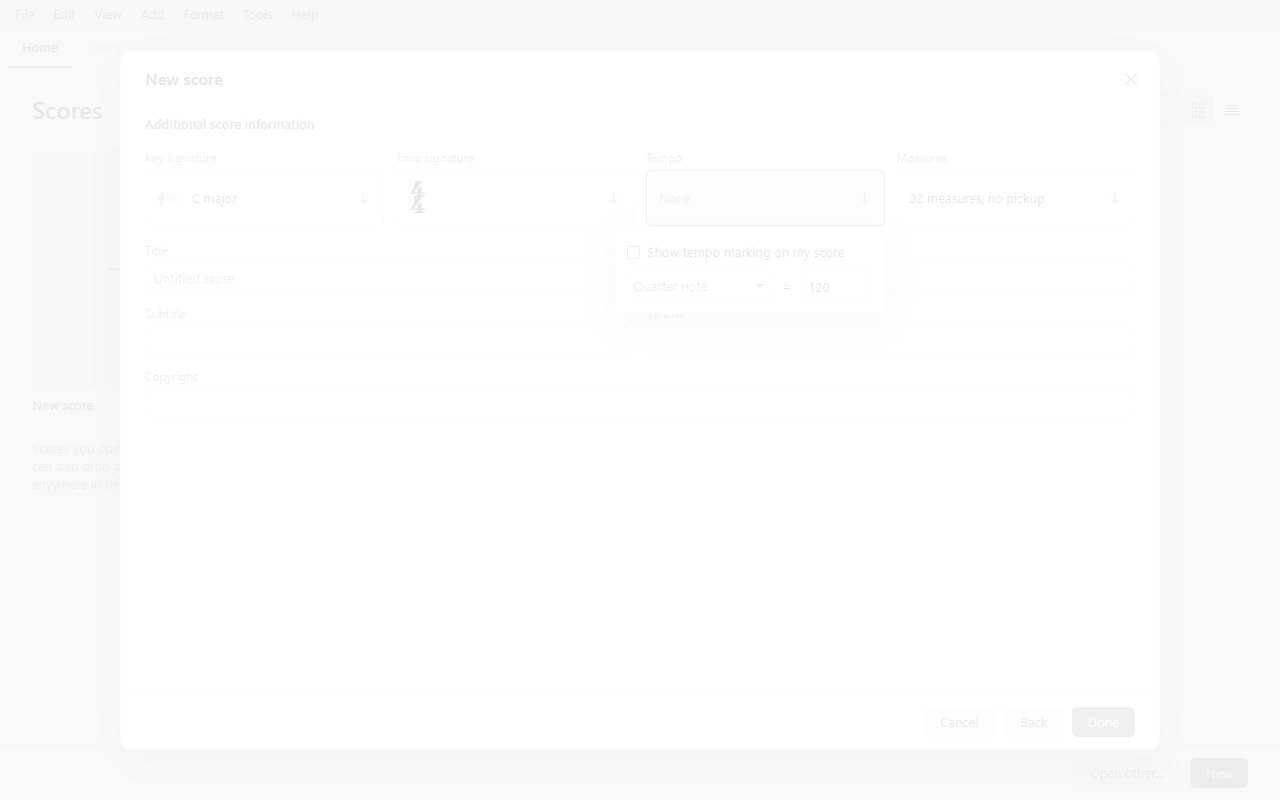 File Edit View Add Format Tools Help
Home
New score
Scores
Additional score information
Key signature Time signature Tempo Measures
C major None 32 measures, no pickup
Title
Show tempo marking on my score
Untitled score
Quarter note = 120
Subtitle
Copyright
New score
Scores you ope
can also drop a
anywhere in th
Cancel Back Done
Open other... New